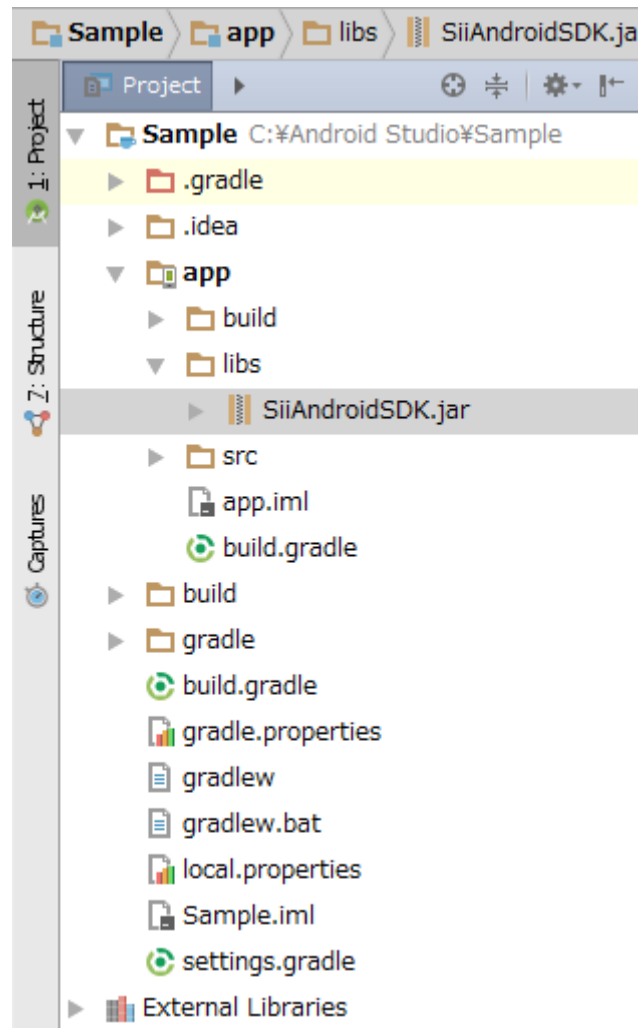 Sample app libs SiiAndroidSDK.ja
Project
1: Project
Sample C:¥Android Studio¥Sample
.gradle
.idea
app
build
libs
7: Structure
SiiAndroidSDK.jar
src
app.iml
Captures
build.gradle
build
gradle
build.gradle
gradle.properties
gradlew
gradlew.bat
local.properties
Sample.iml
settings.gradle
External Libraries